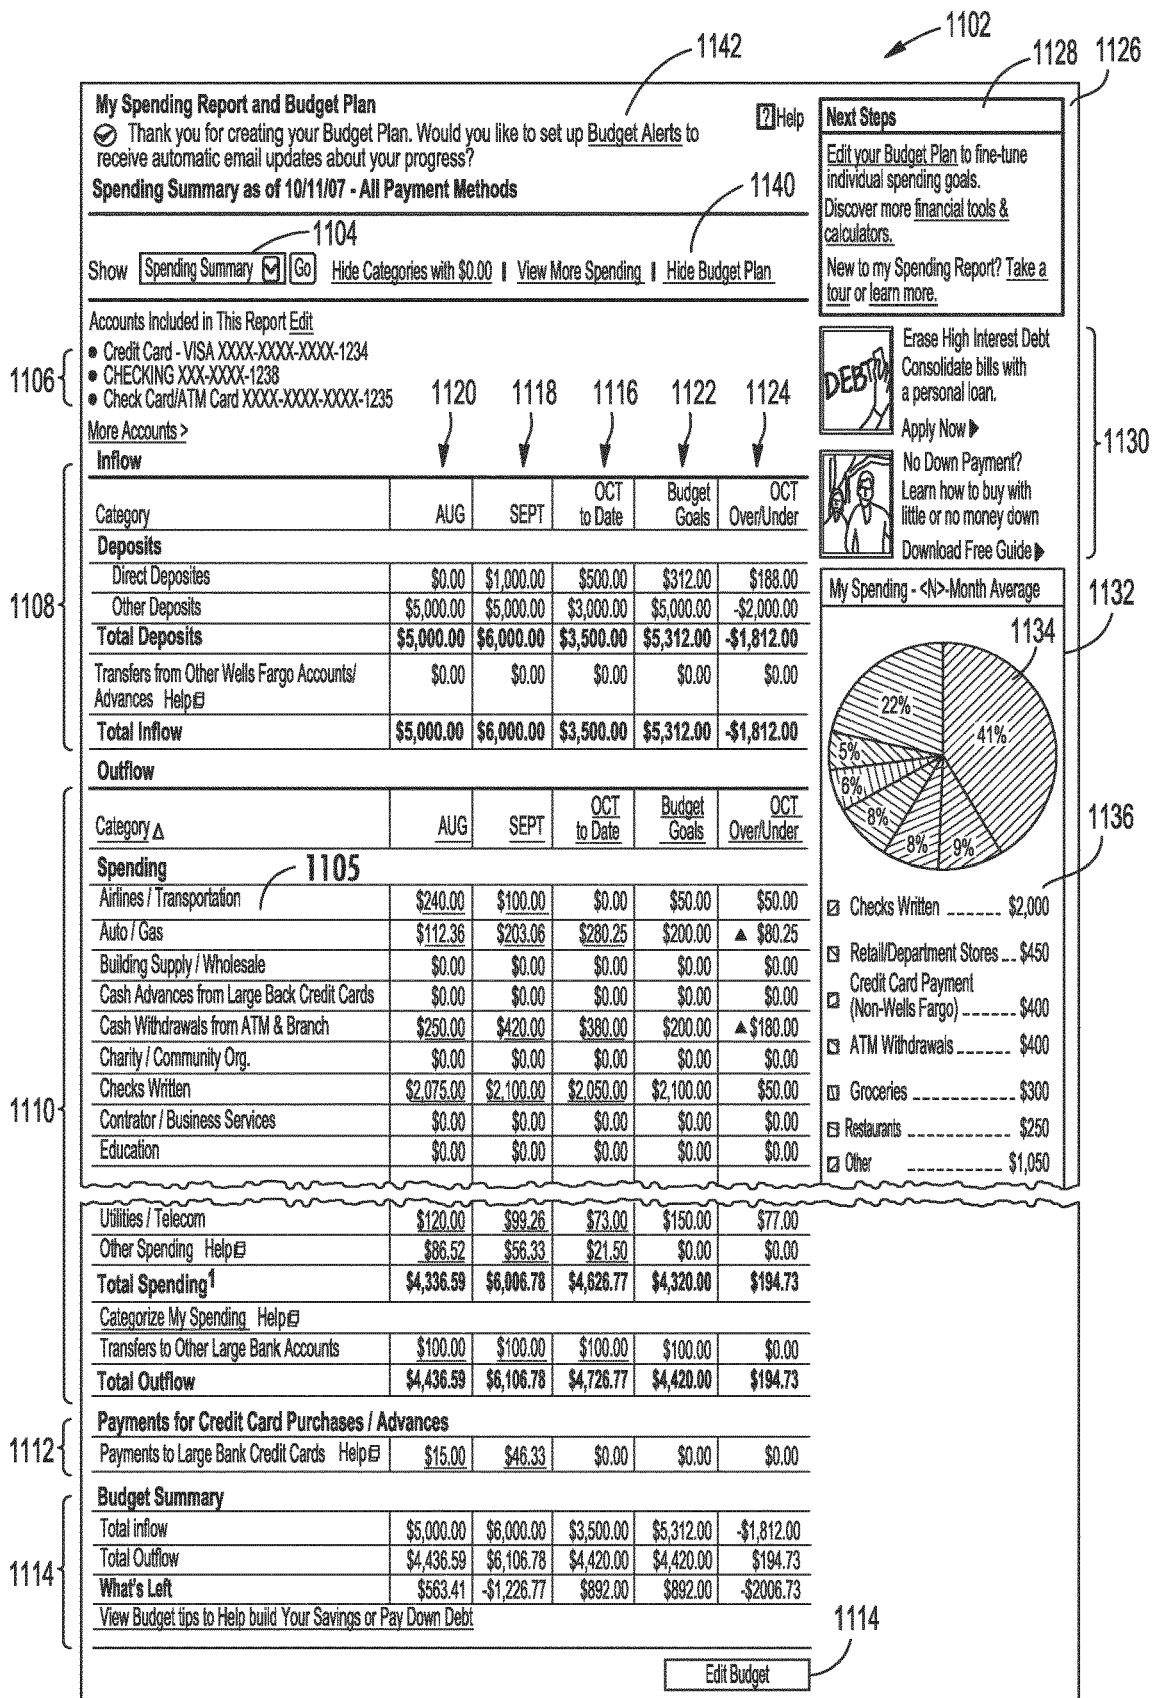 1102
1142
1128
1126
My Spending Report and Budget Plan
Thank you for creating your Budget Plan. Would you like to set up Budget Alerts to
receive automatic email updates about your progress?
? Help
Spending Summary as of 10/11/07 - All Payment Methods
1140
1104
Show Spending Summary Go Hide Categories with $0.00 | View More Spending | Hide Budget Plan
Next Steps
Edit your Budget Plan to fine-tune
individual spending goals.
Discover more financial tools &
calculators.
New to my Spending Report? Take a
tour or learn more.
Accounts Included in This Report Edit
1106
• Credit Card - VISA XXXX-XXXX-XXXX-1234
• CHECKING XXX-XXXX-1238
• Check Card/ATM Card XXXX-XXXX-XXXX-1235
More Accounts >
1120 1118 1116 1122 1124
DEBT
Erase High Interest Debt
Consolidate bills with
a personal loan.
Apply Now
1130
No Down Payment?
Learn how to buy with
little or no money down
Download Free Guide
1108
Inflow
Category AUG SEPT OCT to Date Budget Goals OCT Over/Under
Deposits
Direct Deposites $0.00 $1,000.00 $500.00 $312.00 $188.00
Other Deposits $5,000.00 $5,000.00 $3,000.00 $5,000.00 -$2,000.00
Total Deposits $5,000.00 $6,000.00 $3,500.00 $5,312.00 -$1,812.00
Transfers from Other Wells Fargo Accounts/ $0.00 $0.00 $0.00 $0.00 $0.00
Advances Help
Total Inflow $5,000.00 $6,000.00 $3,500.00 $5,312.00 -$1,812.00
My Spending - <N>-Month Average
1132
1134
22%
41%
5%
6%
8%
8%
9%
1136
Checks Written ------ $2,000
Retail/Department Stores -- $450
Credit Card Payment
(Non-Wells Fargo) ------ $400
ATM Withdrawals ------ $400
Groceries ---------- $300
Restaurants ---------- $250
Other ---------- $1,050
1110
Outflow
Category AUG SEPT OCT to Date Budget Goals OCT Over/Under
Spending
1105
Airlines / Transportation $240.00 $100.00 $0.00 $50.00 $50.00
Auto / Gas $112.36 $203.06 $280.25 $200.00 ▲ $80.25
Building Supply / Wholesale $0.00 $0.00 $0.00 $0.00 $0.00
Cash Advances from Large Back Credit Cards $0.00 $0.00 $0.00 $0.00 $0.00
Cash Withdrawals from ATM & Branch $250.00 $420.00 $380.00 $200.00 ▲ $180.00
Charity / Community Org. $0.00 $0.00 $0.00 $0.00 $0.00
Checks Written $2,075.00 $2,100.00 $2,050.00 $2,100.00 $50.00
Contrator / Business Services $0.00 $0.00 $0.00 $0.00 $0.00
Education $0.00 $0.00 $0.00 $0.00 $0.00
Utilities / Telecom $120.00 $99.26 $73.00 $150.00 $77.00
Other Spending Help $86.52 $56.33 $21.50 $0.00 $0.00
Total Spending1 $4,336.59 $6,006.78 $4,626.77 $4,320.00 $194.73
Categorize My Spending Help
Transfers to Other Large Bank Accounts $100.00 $100.00 $100.00 $100.00 $0.00
Total Outflow $4,436.59 $6,106.78 $4,726.77 $4,420.00 $194.73
1112
Payments for Credit Card Purchases / Advances
Payments to Large Bank Credit Cards Help $15.00 $46.33 $0.00 $0.00 $0.00
1114
Budget Summary
Total inflow $5,000.00 $6,000.00 $3,500.00 $5,312.00 -$1,812.00
Total Outflow $4,436.59 $6,106.78 $4,420.00 $4,420.00 $194.73
What's Left $563.41 -$1,226.77 $892.00 $892.00 -$2006.73
View Budget tips to Help build Your Savings or Pay Down Debt
1114
Edit Budget